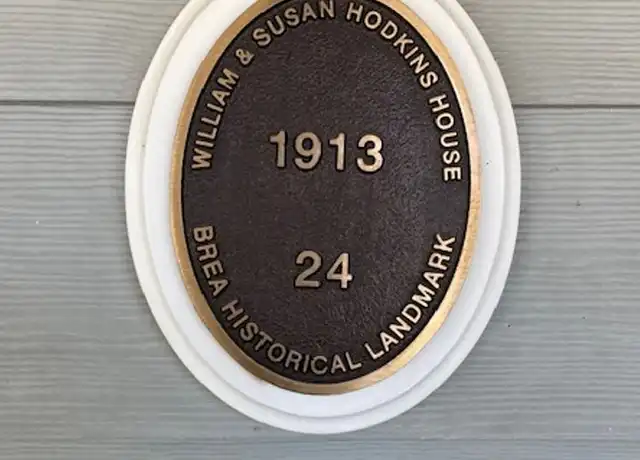 WILLIAM & SUSAN HODKINS HOUSE
1913
24
BREA HISTORICAL LANDMARK